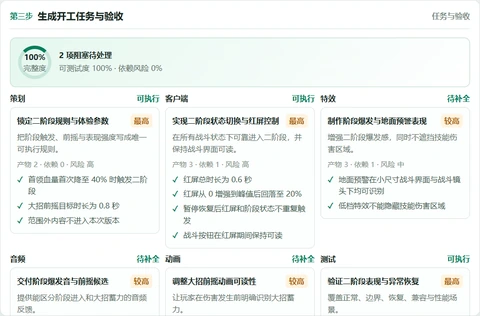 第三步 生成开工任务与验收 任务与验收
100%
完整度
2 项阻塞待处理
可测试度 100% · 依赖风险 0%
策划 可执行
锁定二阶段规则与体验参数 最高
把阶段触发、前摇与表现强度写成唯一
可执行规则。
产物 2 · 依赖 0 · 风险 高
首领血量首次降至 40% 时触发二阶
段
大招前摇目标时长为 0.8 秒
范围外内容不进入本次版本
客户端 可执行
实现二阶段状态切换与红屏控制 最高
在所有战斗状态下可靠进入二阶段，并
保持战斗界面可读。
产物 3 · 依赖 1 · 风险 高
红屏总时长为 0.6 秒
红屏从 0 增强到峰值后回落至 20%
暂停恢复后红屏和阶段状态不重复触
发
战斗按钮在红屏期间保持可读
特效 待补全
制作阶段爆发与地面预警表现 较高
增强二阶段爆发感，同时不遮挡技能伤
害区域。
产物 3 · 依赖 1 · 风险 中
地面预警在小尺寸战斗界面与战斗镜
头下均可识别
低档特效不能隐藏技能伤害区域
音频 待补全
交付阶段爆发音与前摇候选 较高
提供能区分阶段进入和大招蓄力的音频
反馈。
动画 待补全
调整大招前摇动画可读性 较高
让玩家在伤害发生前明确识别大招蓄
力。
测试 可执行
验证二阶段表现与异常恢复 最高
覆盖正常、边界、恢复、兼容与性能场
景。